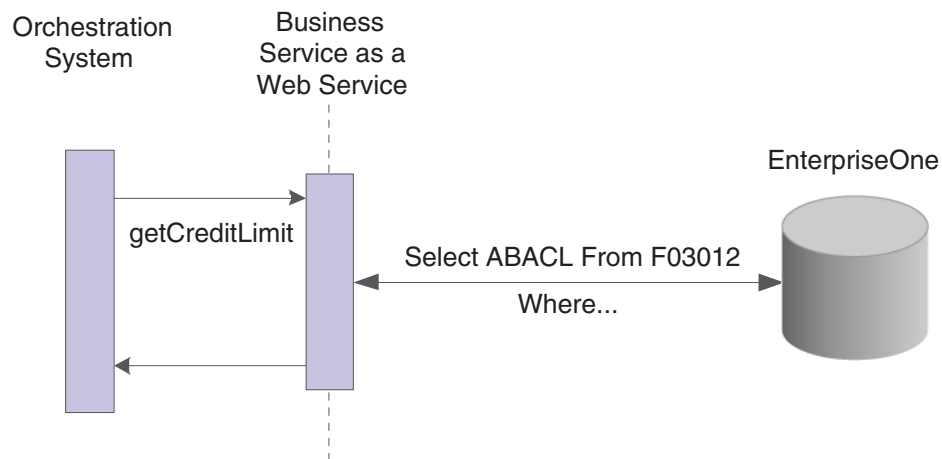 Orchestration
System
Business
Service as a
Web Service
EnterpriseOne
getCreditLimit
Select ABACL From F03012
Where...